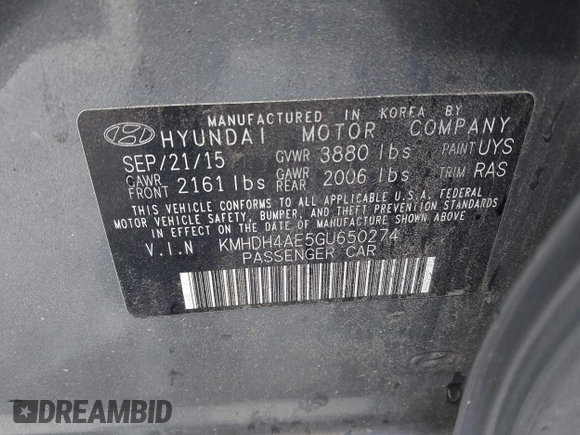 MANUFACTURED IN KOREA BY
HYUNDAI MOTOR COMPANY
SEP/21/15 GVWR 3880 lbs PAINT UYS
GAWR FRONT 2161 lbs GAWR REAR 2006 lbs TRIM RAS
THIS VEHICLE CONFORMS TO ALL APPLICABLE U.S.A. FEDERAL
MOTOR VEHICLE SAFETY, BUMPER, AND THEFT PREVENTION STANDARDS
IN EFFECT ON THE DATE OF MANUFACTURE SHOWN ABOVE.
V.I.N KMHDH4AE5GU650274
PASSENGER CAR
DREAMBID